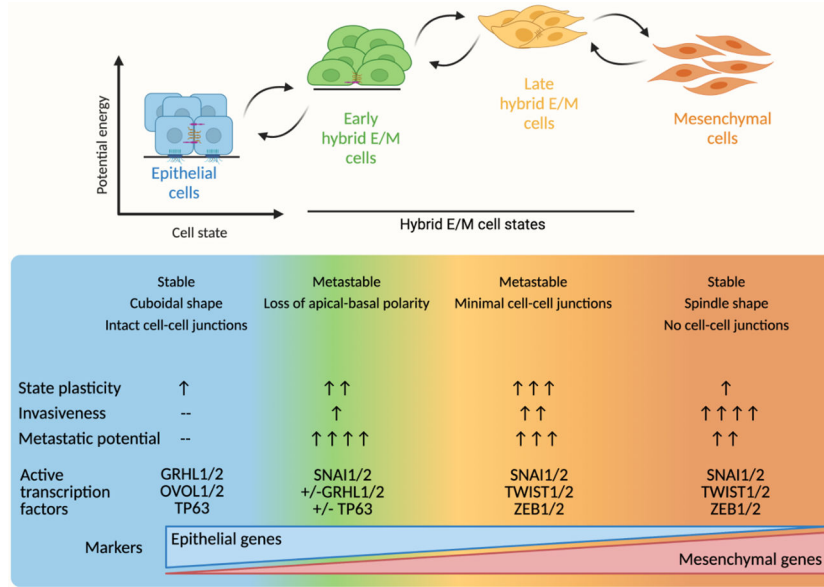 Potential energy
Cell state
Epithelial
cells
Early
hybrid E/M
cells
Late
hybrid E/M
cells
Mesenchymal
cells
Hybrid E/M cell states
Stable
Cuboidal shape
Intact cell-cell junctions
Metastable
Loss of apical-basal polarity
Metastable
Minimal cell-cell junctions
Stable
Spindle shape
No cell-cell junctions
State plasticity ↑ ↑↑ ↑↑↑ ↑
Invasiveness -- ↑ ↑↑ ↑↑↑↑
Metastatic potential -- ↑↑↑↑ ↑↑↑ ↑↑
Active
transcription
factors
GRHL1/2
OVOL1/2
TP63
SNAI1/2
+/-GRHL1/2
+/- TP63
SNAI1/2
TWIST1/2
ZEB1/2
SNAI1/2
TWIST1/2
ZEB1/2
Markers
Epithelial genes
Mesenchymal genes